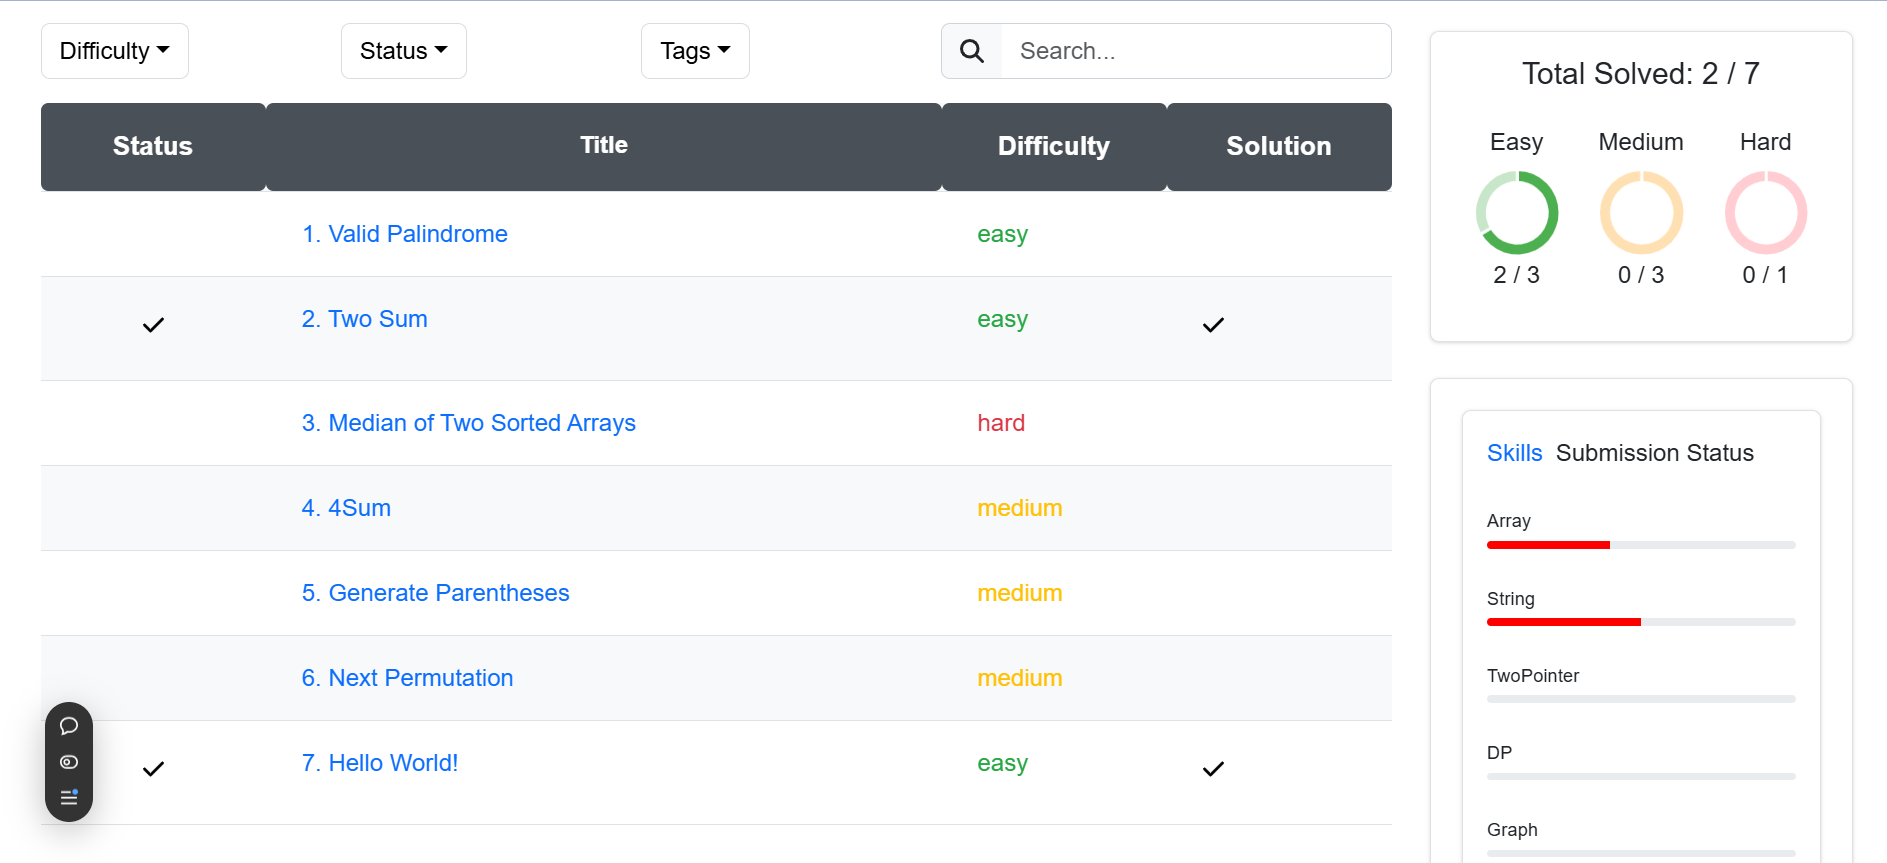 Difficulty
Status
Tags
Search...
Status Title Difficulty Solution
1. Valid Palindrome easy
2. Two Sum easy
3. Median of Two Sorted Arrays hard
4. 4Sum medium
5. Generate Parentheses medium
6. Next Permutation medium
7. Hello World! easy
Total Solved: 2 / 7
Easy Medium Hard
2 / 3 0 / 3 0 / 1
Skills Submission Status
Array
String
TwoPointer
DP
Graph